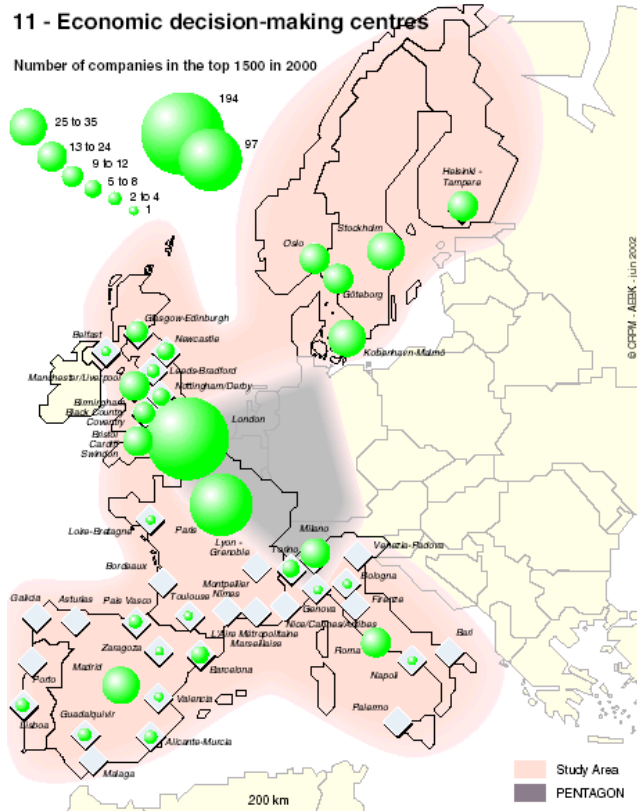 11 - Economic decision-making centres
Number of companies in the top 1500 in 2000
194
25 to 35
97
13 to 24
9 to 12
5 to 8
2 to 4
1
Helsinki -
Tampere
Stockholm
Oslo
Göteborg
© CRPM - AEBK - juin 2002
Glasgow-Edinburgh
Belfast
Newcastle
Kobenhavn-Malmö
Leeds-Bradford
Manchester/Liverpool
Nottingham/Derby
Birmingham
Black Country
Coventry
London
Bristol
Cardiff
Swindon
Loire-Bretagne
Paris
Milano
Lyon -
Grenoble
Torino
Venezia-Padova
Bordeaux
Montpellier
Bologna
Galicia
Asturias
Pais Vasco
Toulouse
Nîmes
Genova
Firenze
Nice/Cannes/Antibes
L'Aire Métropolitaine
Marseillaise
Bari
Zaragoza
Roma
Madrid
Barcelona
Porto
Napoli
Valencia
Lisboa
Guadalquivir
Palermo
Alicante-Murcia
Malaga
Study Area
PENTAGON
200 km